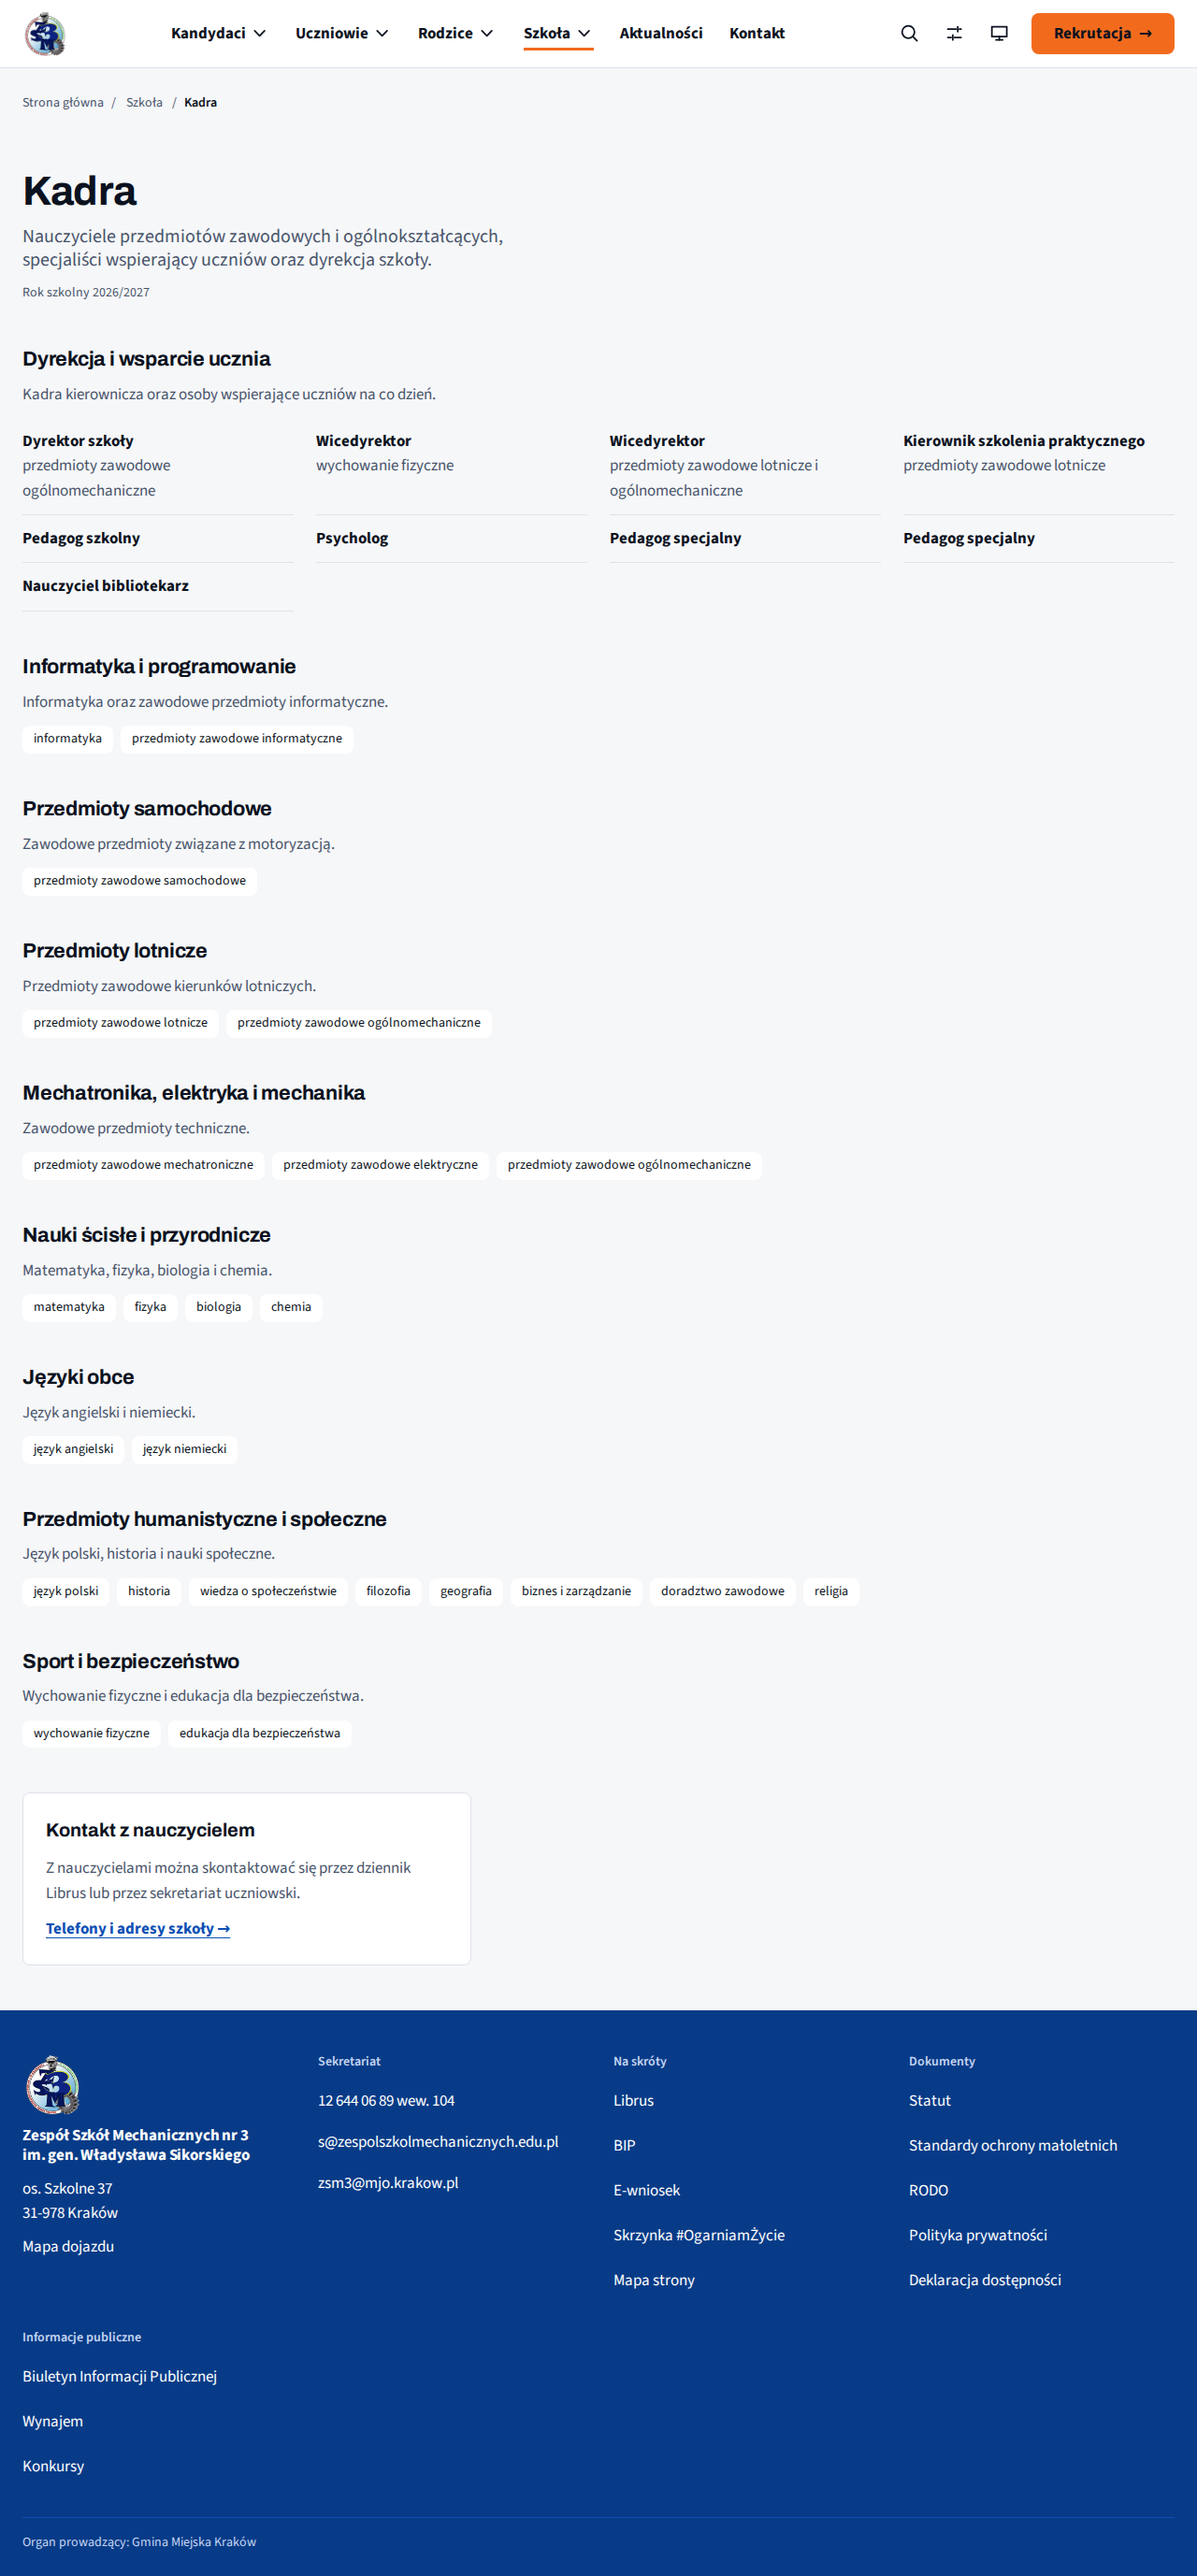 Kandydaci Uczniowie Rodzice Szkoła Aktualności Kontakt Rekrutacja →
Strona główna / Szkoła / Kadra
Kadra
Nauczyciele przedmiotów zawodowych i ogólnokształcących,
specjaliści wspierający uczniów oraz dyrekcja szkoły.
Rok szkolny 2026/2027
Dyrekcja i wsparcie ucznia
Kadra kierownicza oraz osoby wspierające uczniów na co dzień.
Dyrektor szkoły
przedmioty zawodowe
ogólnomechaniczne
Wicedyrektor
wychowanie fizyczne
Wicedyrektor
przedmioty zawodowe lotnicze i
ogólnomechaniczne
Kierownik szkolenia praktycznego
przedmioty zawodowe lotnicze
Pedagog szkolny
Psycholog
Pedagog specjalny
Pedagog specjalny
Nauczyciel bibliotekarz
Informatyka i programowanie
Informatyka oraz zawodowe przedmioty informatyczne.
informatyka przedmioty zawodowe informatyczne
Przedmioty samochodowe
Zawodowe przedmioty związane z motoryzacją.
przedmioty zawodowe samochodowe
Przedmioty lotnicze
Przedmioty zawodowe kierunków lotniczych.
przedmioty zawodowe lotnicze przedmioty zawodowe ogólnomechaniczne
Mechatronika, elektryka i mechanika
Zawodowe przedmioty techniczne.
przedmioty zawodowe mechatroniczne przedmioty zawodowe elektryczne przedmioty zawodowe ogólnomechaniczne
Nauki ścisłe i przyrodnicze
Matematyka, fizyka, biologia i chemia.
matematyka fizyka biologia chemia
Języki obce
Język angielski i niemiecki.
język angielski język niemiecki
Przedmioty humanistyczne i społeczne
Język polski, historia i nauki społeczne.
język polski historia wiedza o społeczeństwie filozofia geografia biznes i zarządzanie doradztwo zawodowe religia
Sport i bezpieczeństwo
Wychowanie fizyczne i edukacja dla bezpieczeństwa.
wychowanie fizyczne edukacja dla bezpieczeństwa
Kontakt z nauczycielem
Z nauczycielami można skontaktować się przez dziennik
Librus lub przez sekretariat uczniowski.
Telefony i adresy szkoły →
Zespół Szkół Mechanicznych nr 3
im. gen. Władysława Sikorskiego
os. Szkolne 37
31-978 Kraków
Mapa dojazdu
Sekretariat
12 644 06 89 wew. 104
s@zespolszkolmechanicznych.edu.pl
zsm3@mjo.krakow.pl
Na skróty
Librus
BIP
E-wniosek
Skrzynka #OgarniamŻycie
Mapa strony
Dokumenty
Statut
Standardy ochrony małoletnich
RODO
Polityka prywatności
Deklaracja dostępności
Informacje publiczne
Biuletyn Informacji Publicznej
Wynajem
Konkursy
Organ prowadzący: Gmina Miejska Kraków